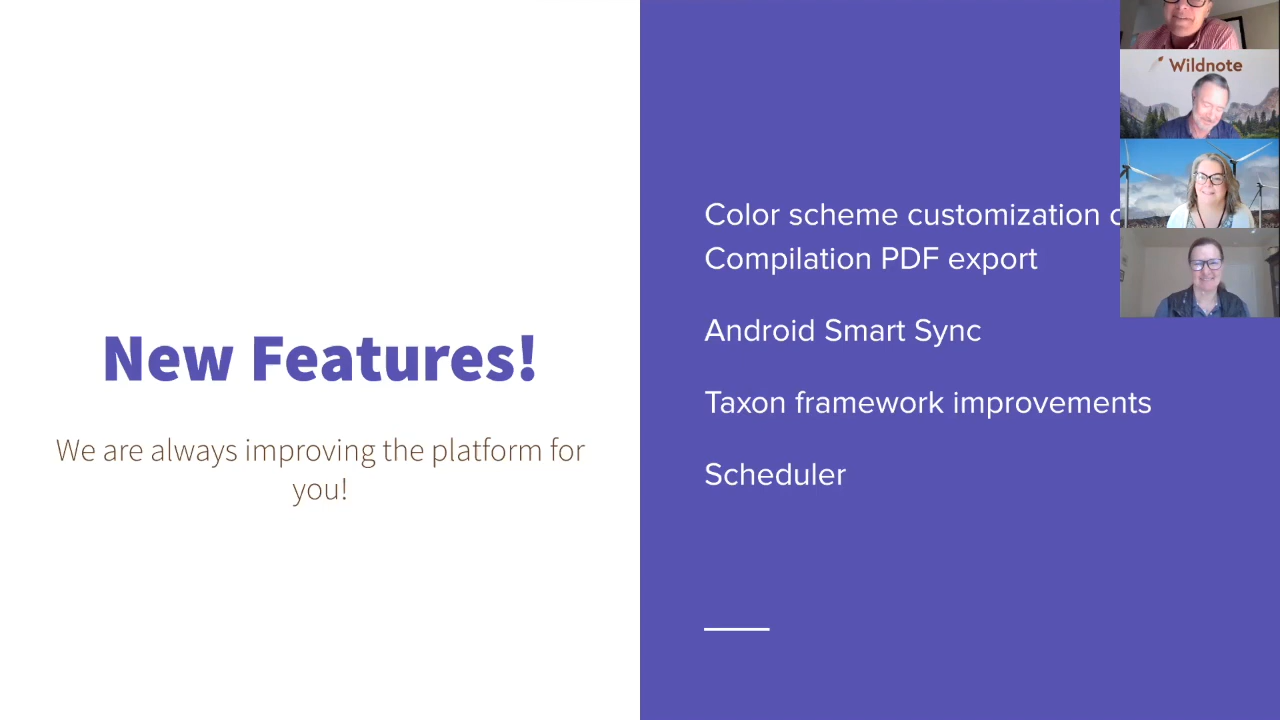 Wildnote
New Features!
We are always improving the platform for
you!
Color scheme customization
Compilation PDF export
Android Smart Sync
Taxon framework improvements
Scheduler